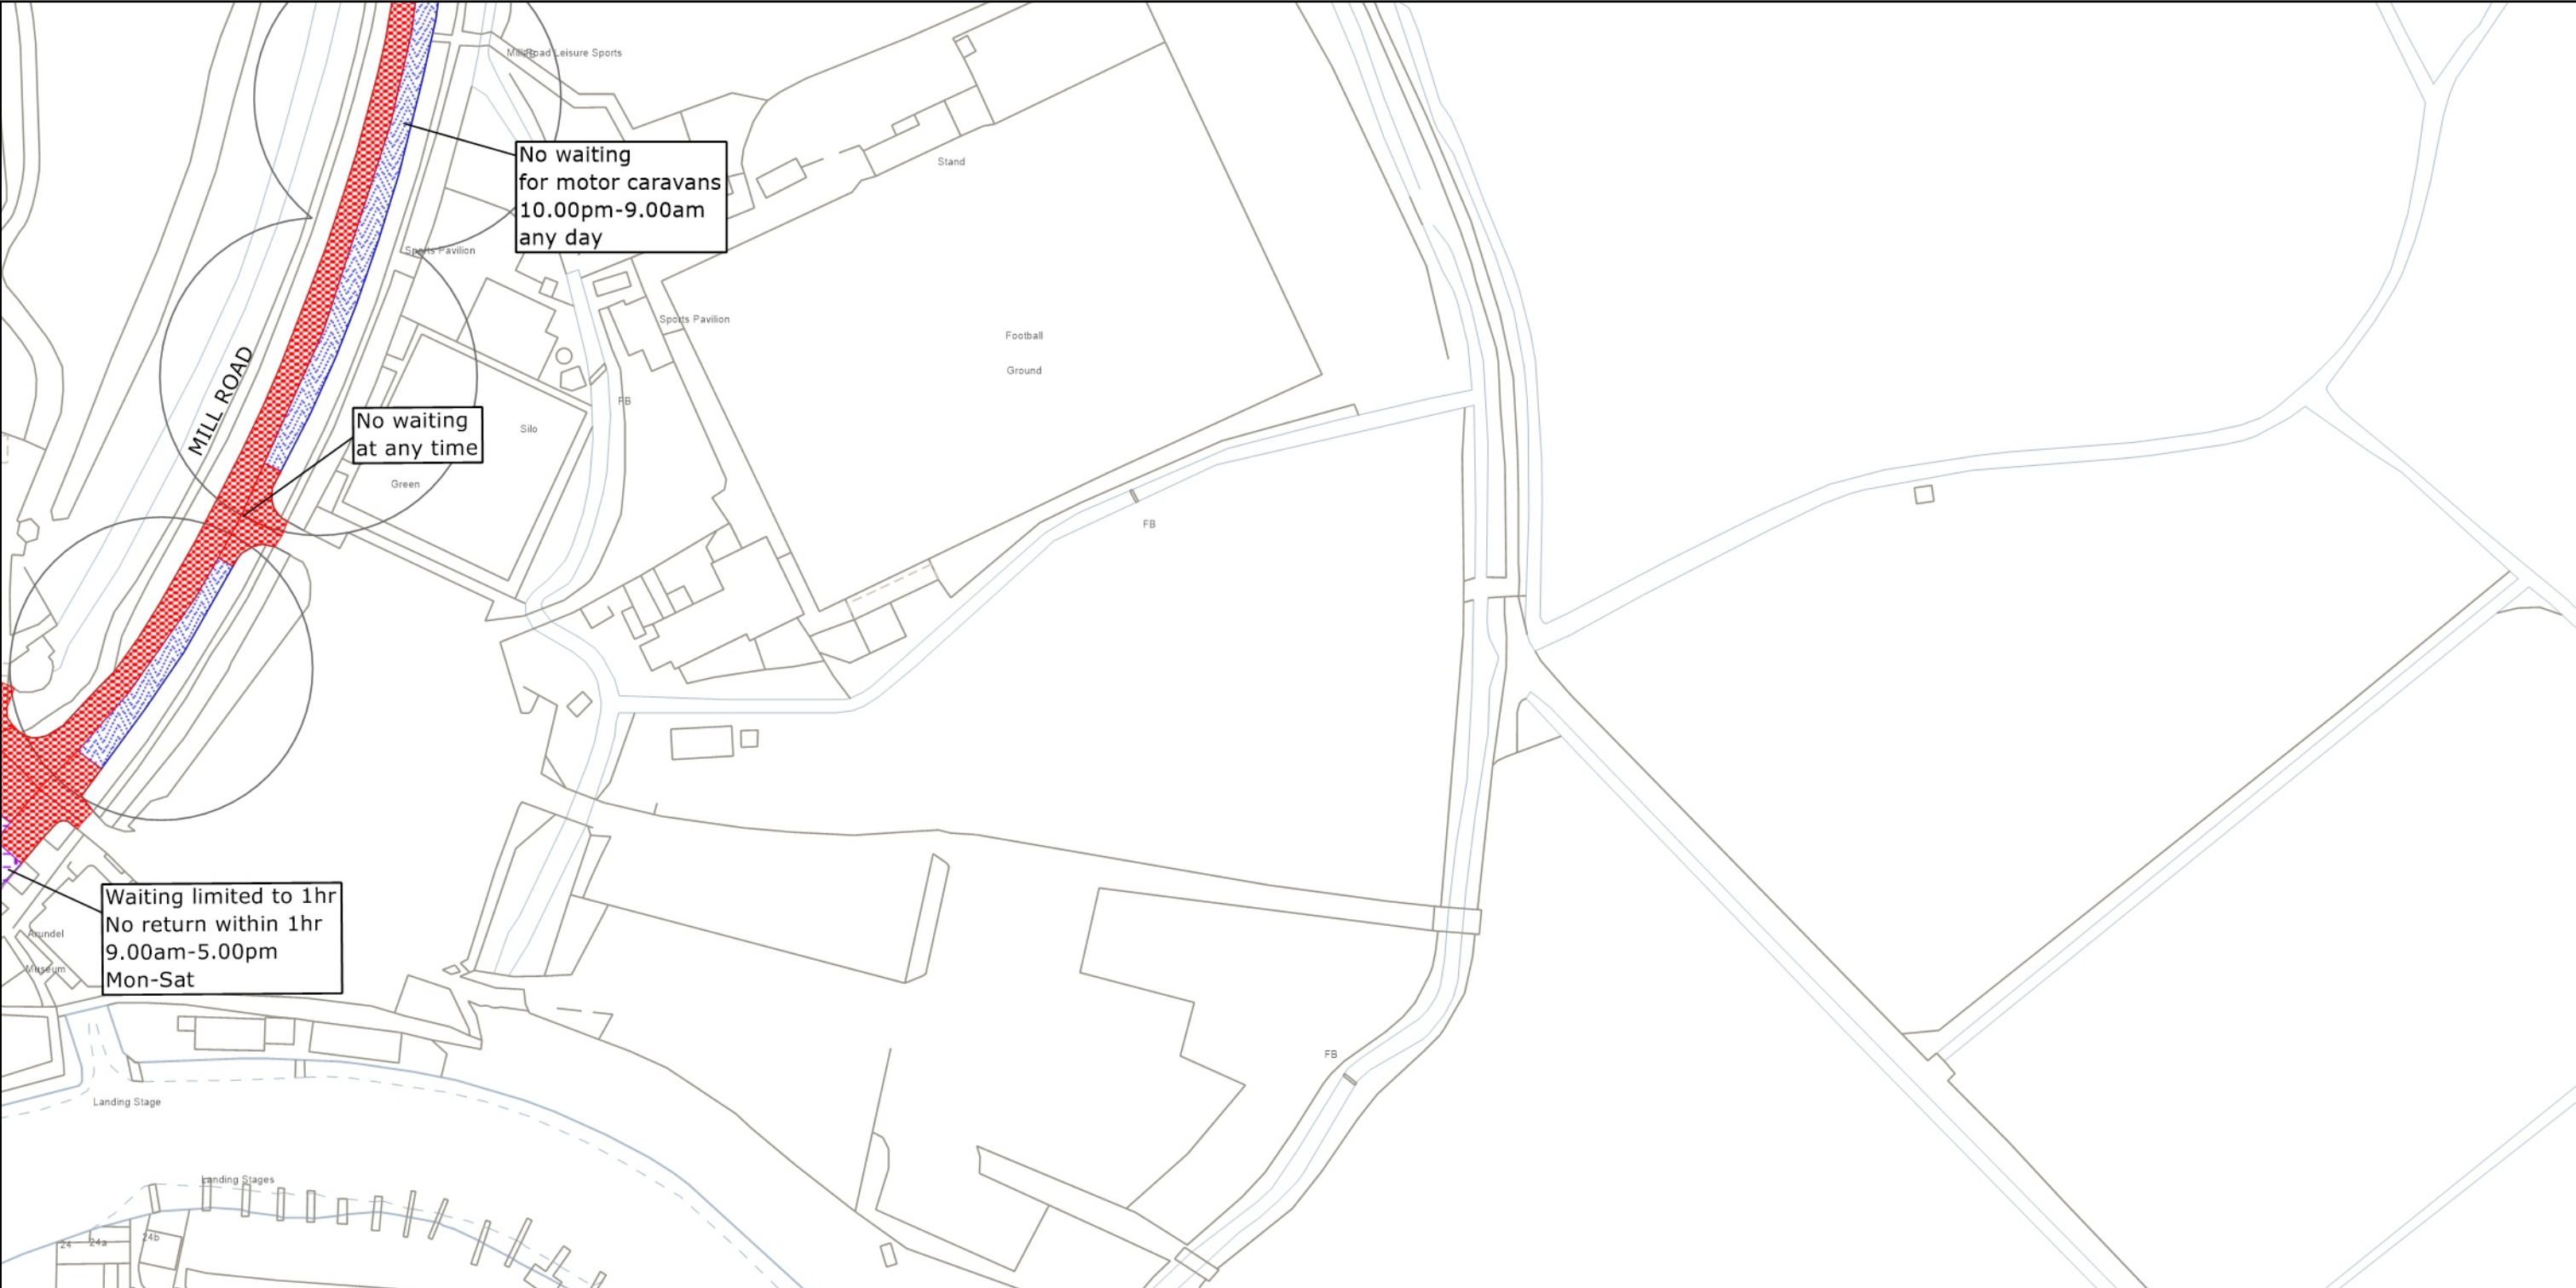 Mill Road Leisure Sports
No waiting
for motor caravans
10.00pm-9.00am
any day
Stand
Sports Pavilion
Sports Pavilion
Football
Ground
MILL ROAD
FB
No waiting
at any time
Silo
Green
FB
Waiting limited to 1hr
No return within 1hr
9.00am-5.00pm
Mon-Sat
Arundel
Museum
FB
Landing Stage
Landing Stages
24
24a
24b